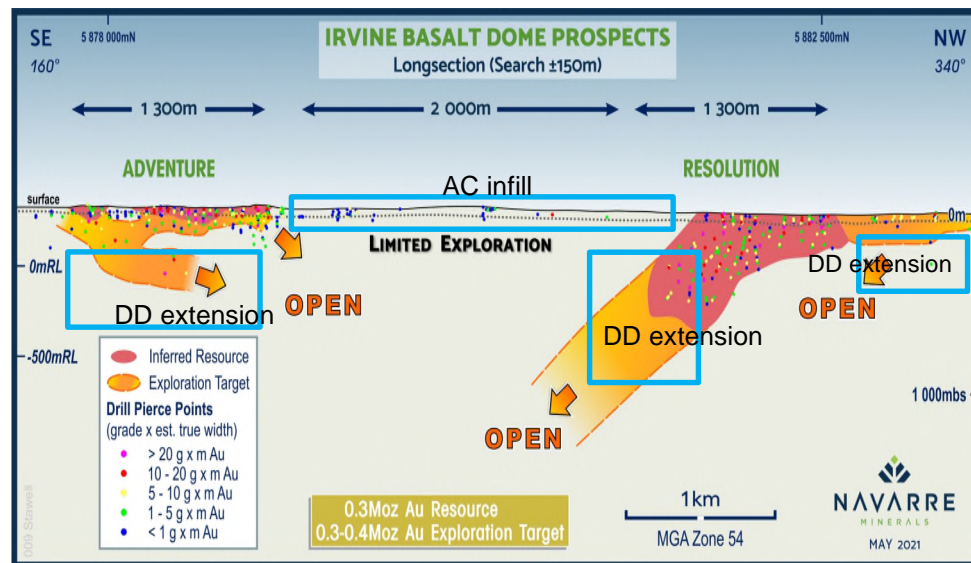 SE
5 878 000mN
IRVINE BASALT DOME PROSPECTS
5 882 500mN
NW
160°
Longsection (Search ±150m)
340°
1 300m
2 000m
1 300m
ADVENTURE
RESOLUTION
AC infill
surface
0m
LIMITED EXPLORATION
0mRL
DD extension
OPEN
DD extension
OPEN
DD extension
-500mRL
Inferred Resource
Exploration Target
Drill Pierce Points
(grade x est. true width)
> 20 g x m Au
10 - 20 g x m Au
5 - 10 g x m Au
1 - 5 g x m Au
< 1 g x m Au
1 000mbs
OPEN
0.3Moz Au Resource
0.3-0.4Moz Au Exploration Target
1km
MGA Zone 54
NAVARRE
MINERALS
MAY 2021
009 Stawell